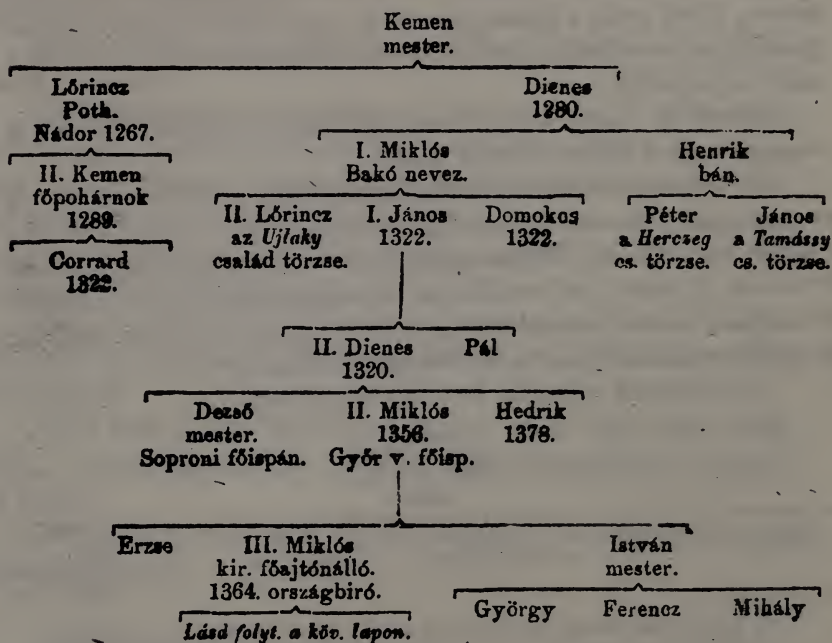 Kemen
mester.
Lőrincz
Poth.
Nádor 1267.
Dienes
1280.
II. Kemen
főpohárnok
1289.
I. Miklós
Bakó nevez.
Henrik
bán.
Corrard
1322.
II. Lőrincz
az Ujlaky
család törzse.
I. János
1322.
Domokos
1322.
Péter
a Herczeg
cs. törzse.
János
a Tamássy
cs. törzse.
II. Dienes
1320.
Pál
Dezső
mester.
Soproni főispán.
II. Miklós
1356.
Győr v. főisp.
Hedrik
1378.
Erzse
III. Miklós
kir. főajtónálló.
1364. országbiró.
István
mester.
Lásd folyt. a köv. lapon.
György Ferencz Mihály